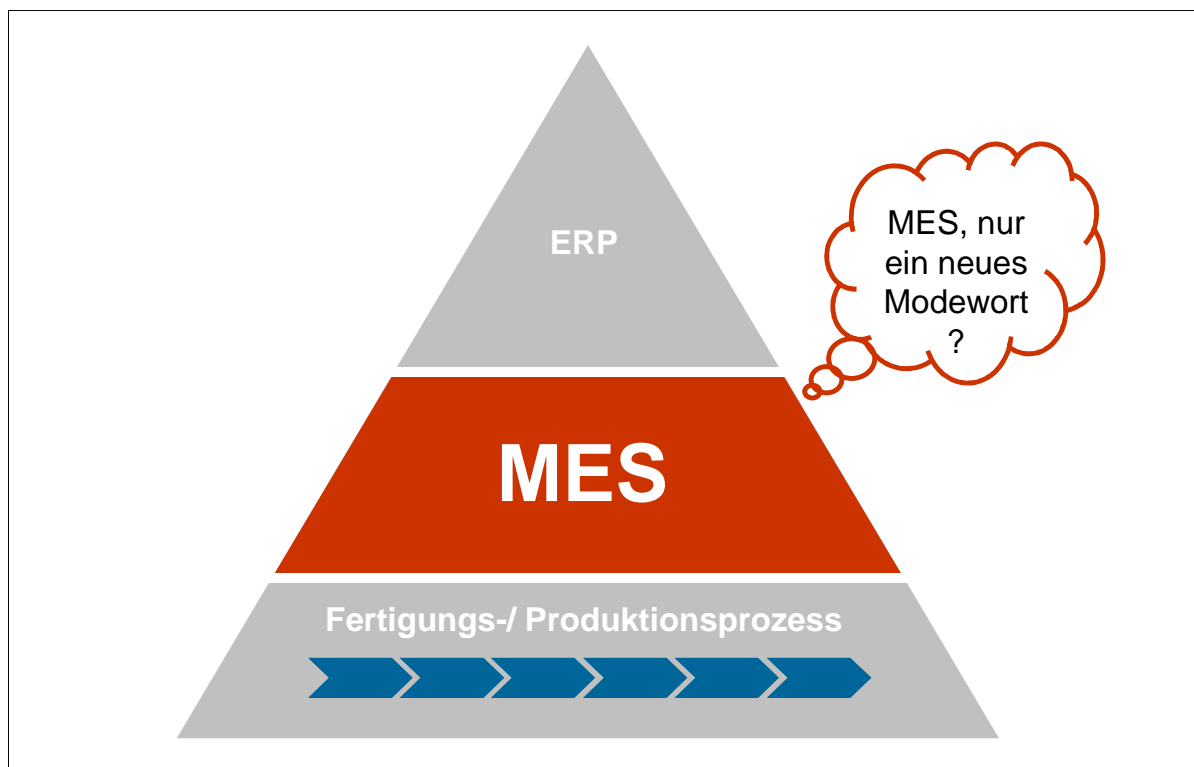 ERP
MES, nur
ein neues
Modewort
?
MES
Fertigungs-/ Produktionsprozess